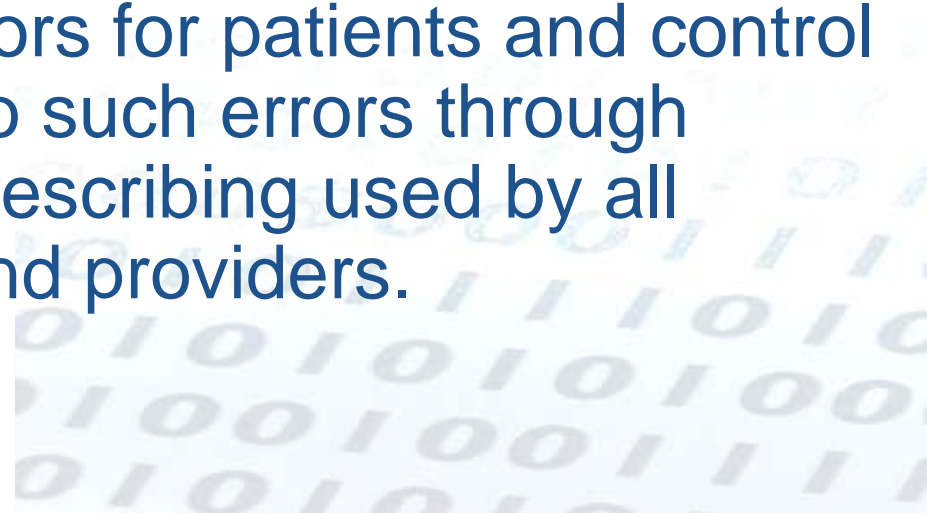 ors for patients and control
o such errors through
escribing used by all
nd providers.